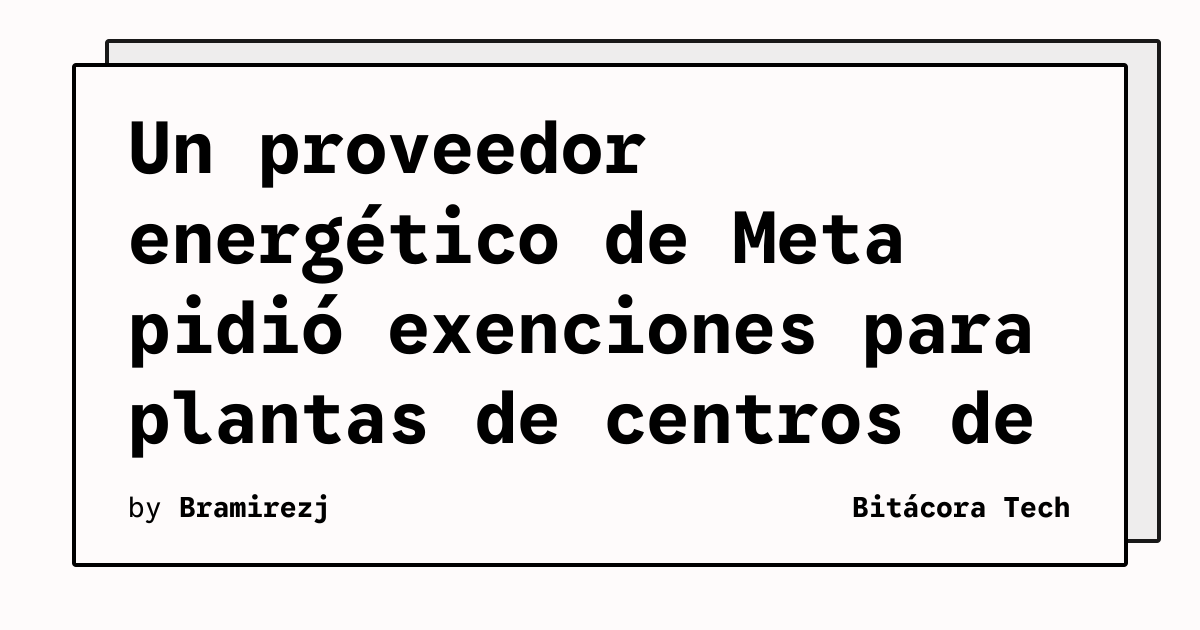 Un proveedor
energético de Meta
pidió exenciones para
plantas de centros de
by Bramirezj
Bitácora Tech